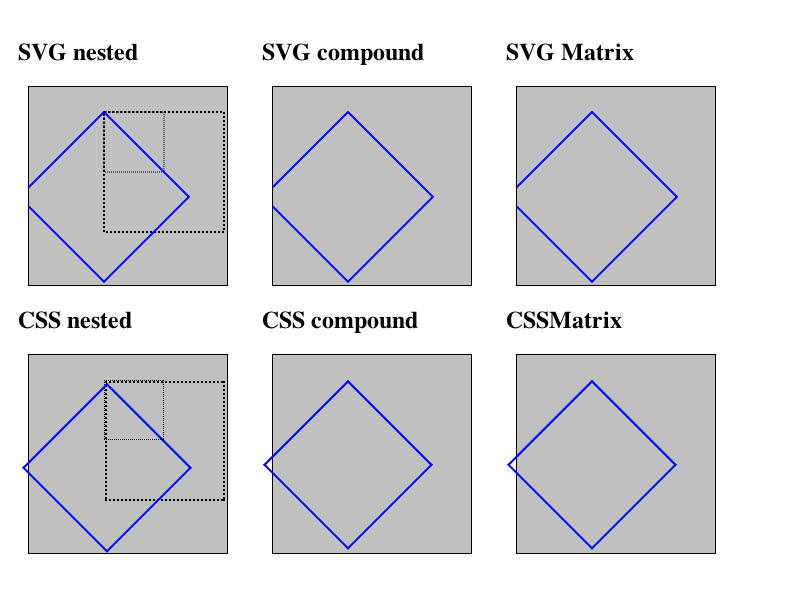 SVG nested
SVG compound
SVG Matrix
CSS nested
CSS compound
CSSMatrix